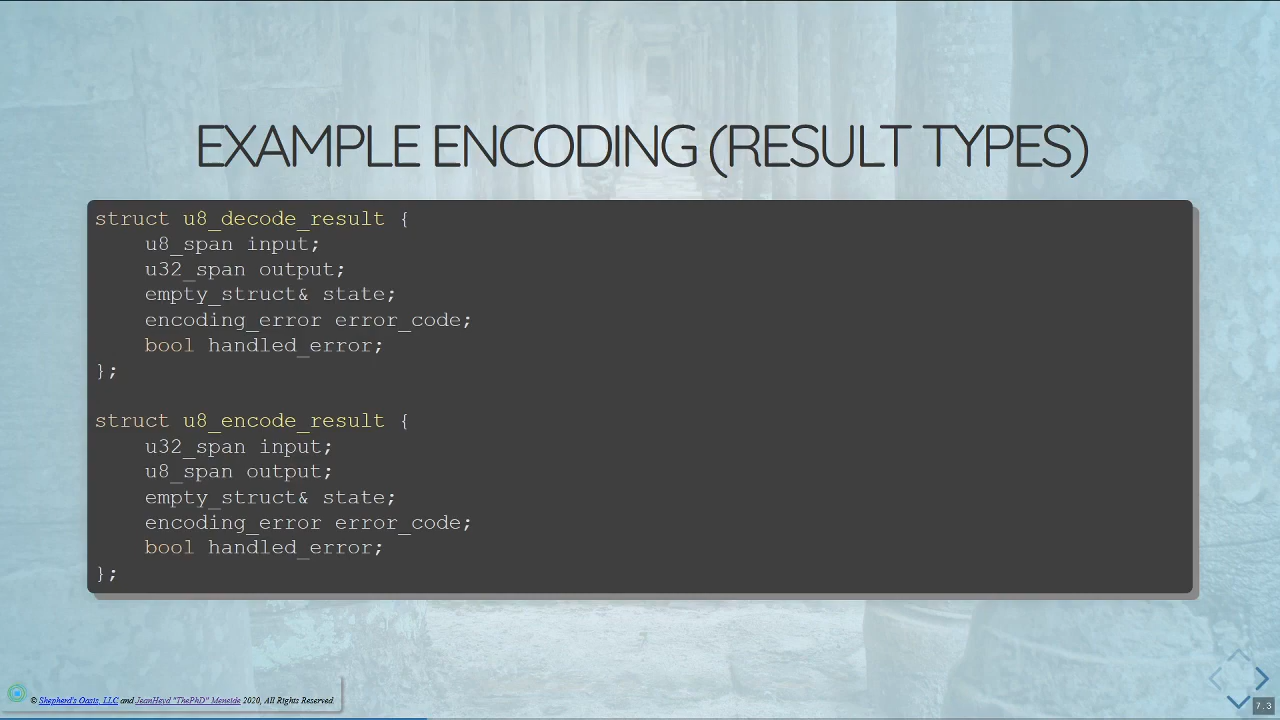 EXAMPLE ENCODING (RESULT TYPES)
struct u8_decode_result {
    u8_span input;
    u32_span output;
    empty_struct& state;
    encoding_error error_code;
    bool handled_error;
};
struct u8_encode_result {
    u32_span input;
    u8_span output;
    empty_struct& state;
    encoding_error error_code;
    bool handled_error;
};
© Shepherd's Oasis, LLC and JeanHeyd "ThePhD" Meneide 2020, All Rights Reserved.
7.3